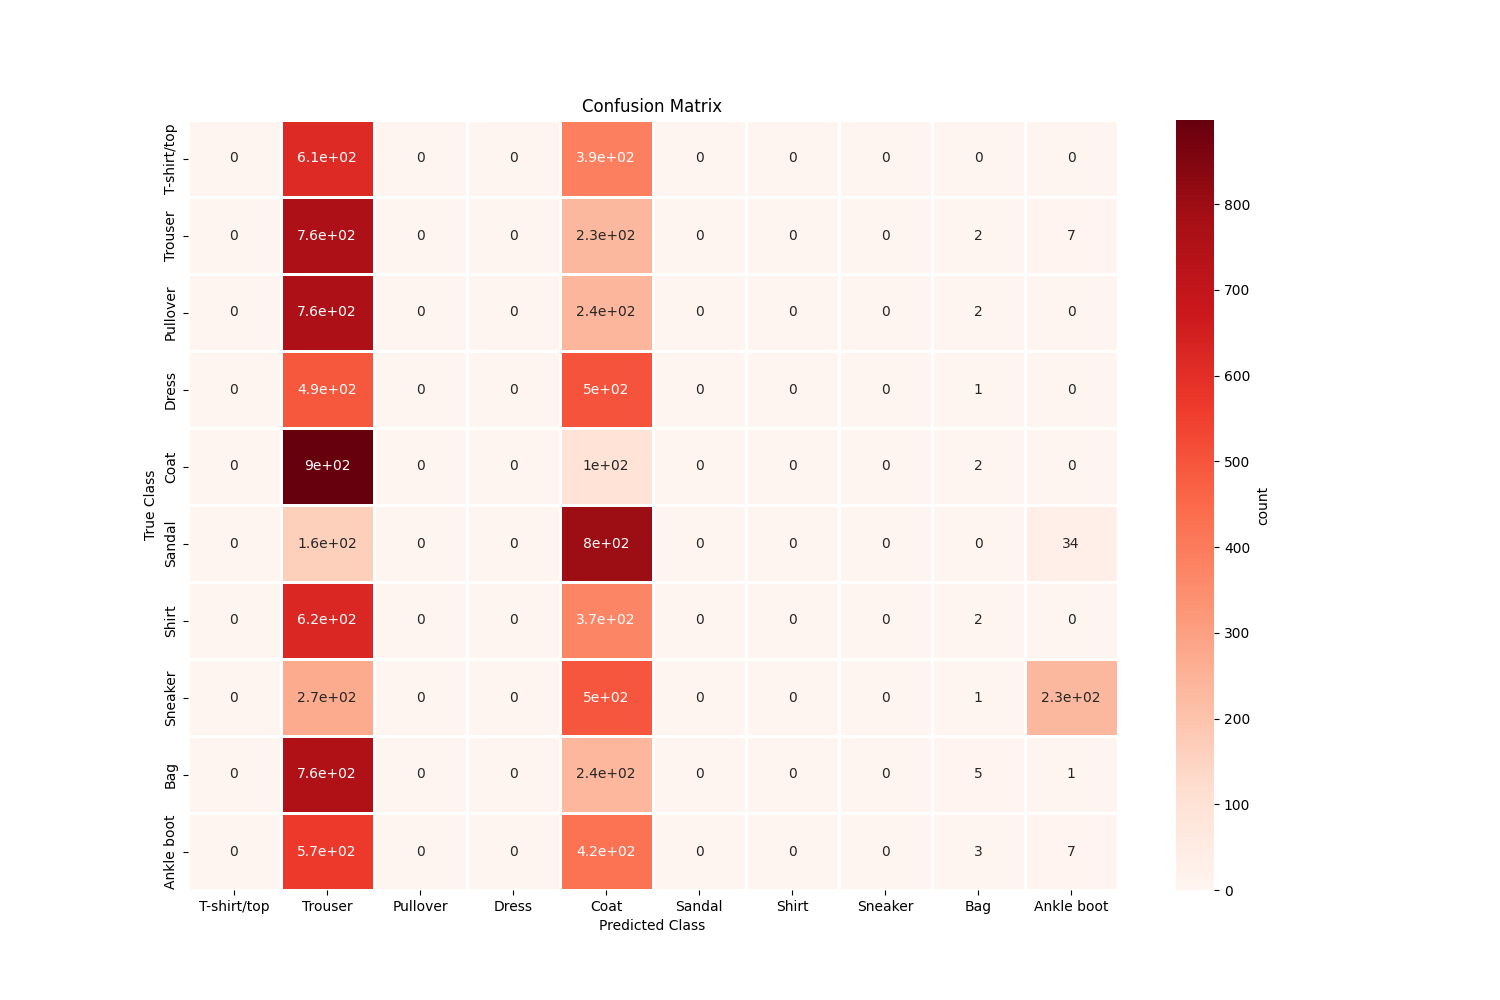 Confusion Matrix
True Class
T-shirt/top 0 6.1e+02 0 0 3.9e+02 0 0 0 0 0
Trouser 0 7.6e+02 0 0 2.3e+02 0 0 0 2 7
Pullover 0 7.6e+02 0 0 2.4e+02 0 0 0 2 0
Dress 0 4.9e+02 0 0 5e+02 0 0 0 1 0
Coat 0 9e+02 0 0 1e+02 0 0 0 2 0
Sandal 0 1.6e+02 0 0 8e+02 0 0 0 0 34
Shirt 0 6.2e+02 0 0 3.7e+02 0 0 0 2 0
Sneaker 0 2.7e+02 0 0 5e+02 0 0 0 1 2.3e+02
Bag 0 7.6e+02 0 0 2.4e+02 0 0 0 5 1
Ankle boot 0 5.7e+02 0 0 4.2e+02 0 0 0 3 7
T-shirt/top Trouser Pullover Dress Coat Sandal Shirt Sneaker Bag Ankle boot
Predicted Class
800
700
600
500
400
300
200
100
0
count